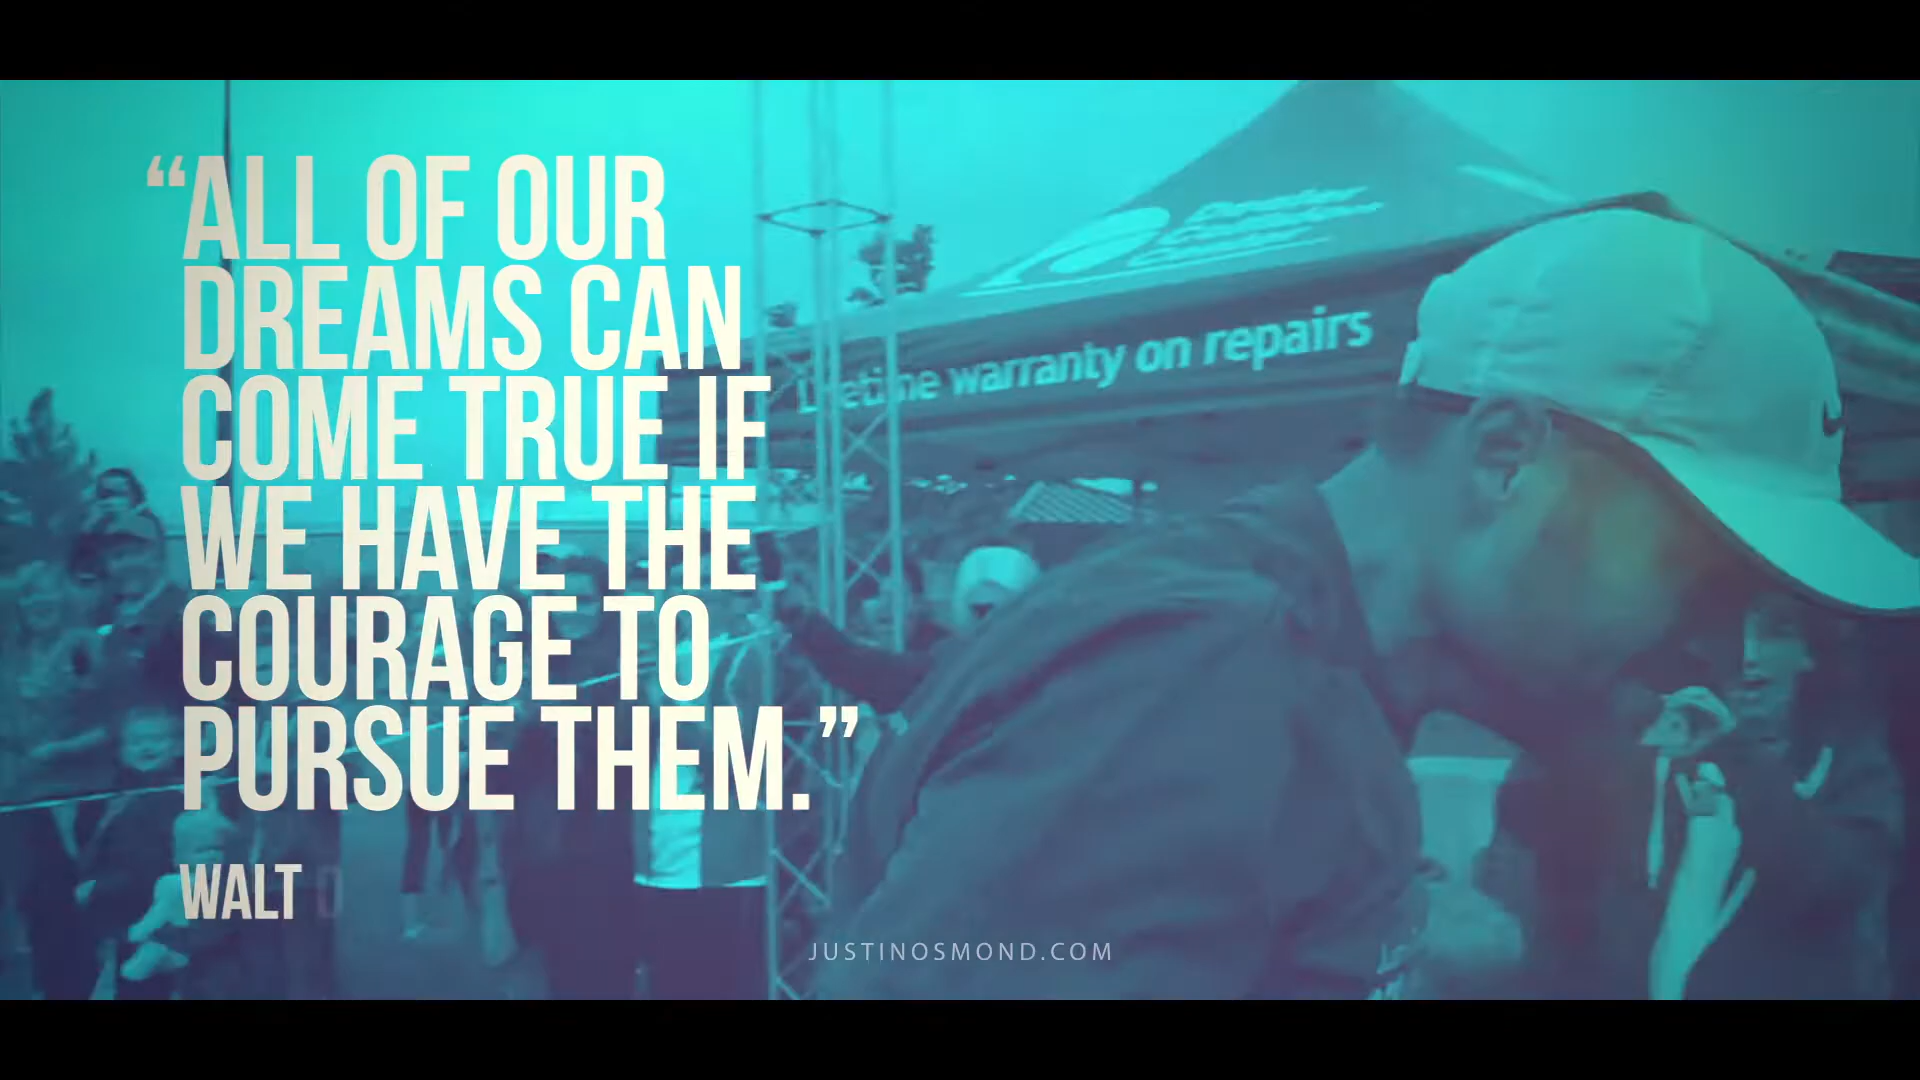 “ALL OF OUR
DREAMS CAN
COME TRUE IF
WE HAVE THE
COURAGE TO
PURSUE THEM.”
WALT
Lifetime warranty on repairs
JUSTINOSMOND.COM